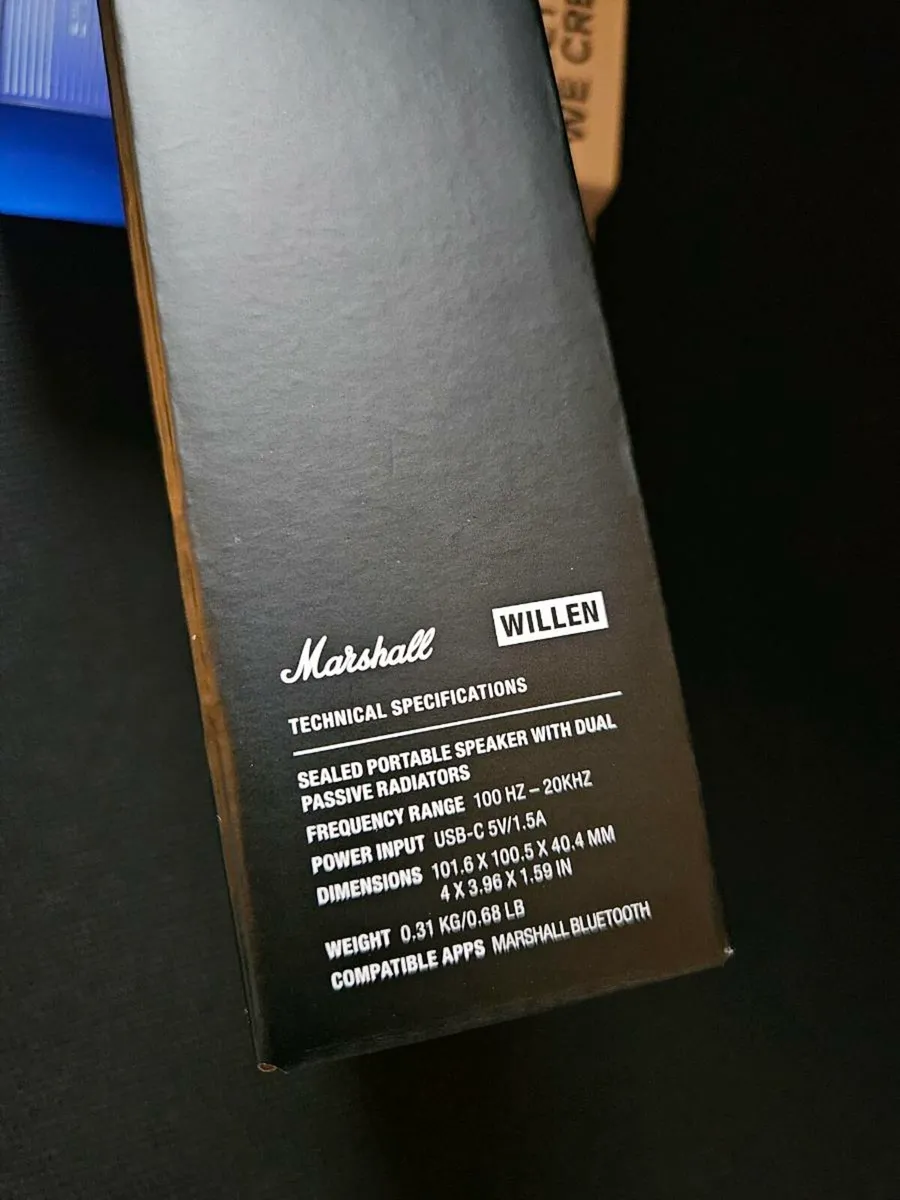 WE CRE
Marshall
WILLEN
TECHNICAL SPECIFICATIONS
SEALED PORTABLE SPEAKER WITH DUAL
PASSIVE RADIATORS
FREQUENCY RANGE 100 HZ – 20KHZ
POWER INPUT USB-C 5V/1.5A
DIMENSIONS 101.6 X 100.5 X 40.4 MM
4 X 3.96 X 1.59 IN
WEIGHT 0.31 KG/0.68 LB
COMPATIBLE APPS MARSHALL BLUETOOTH